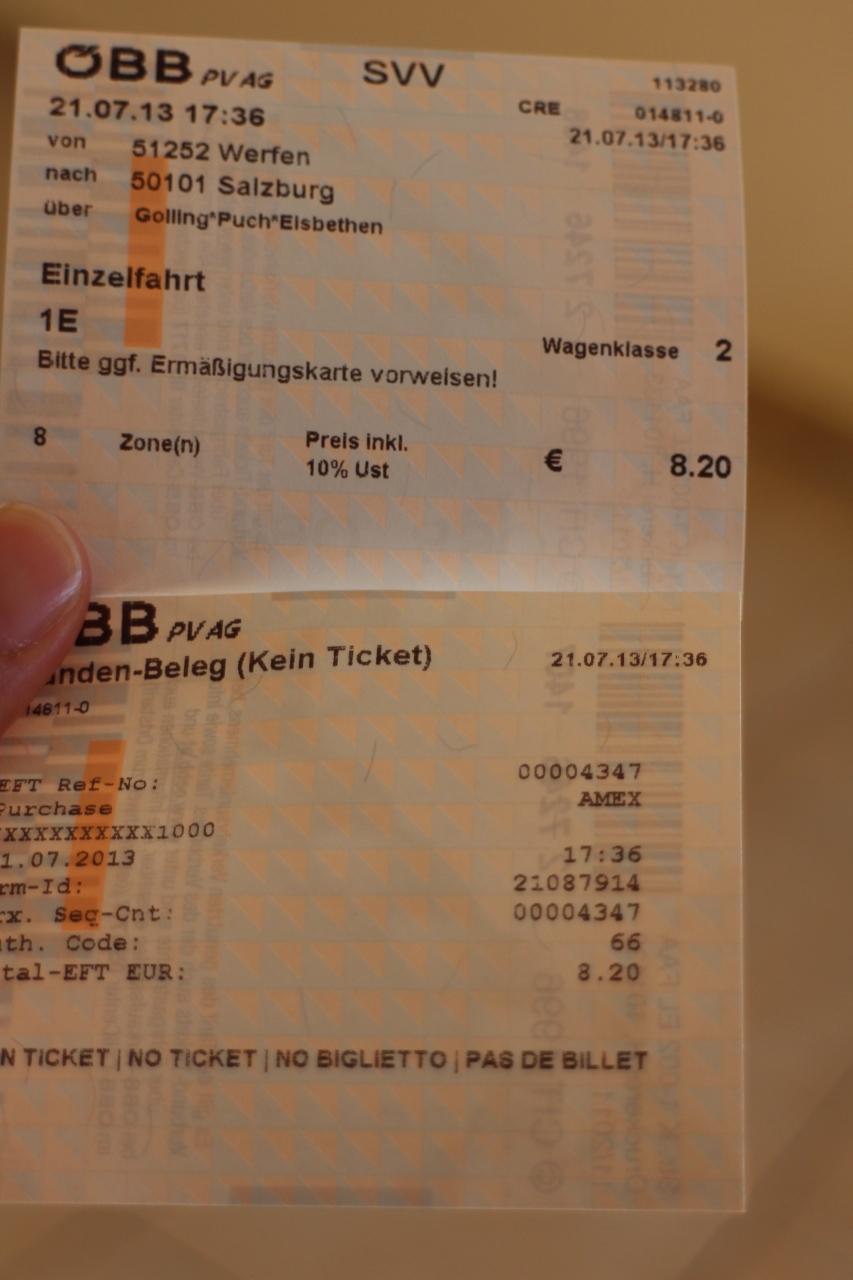 ÖBB PV AG SVV 113280
21.07.13 17:36 CRE 014811-0
21.07.13/17:36
von 51252 Werfen
nach 50101 Salzburg
über Golling*Puch*Elsbethen
Einzelfahrt
1E
Wagenklasse 2
Bitte ggf. Ermäßigungskarte vorweisen!
8 Zone(n) Preis inkl. € 8.20
10% Ust
BB PV AG
unden-Beleg (Kein Ticket) 21.07.13/17:36
14811-0
EFT Ref-No: 00004347
Purchase AMEX
XXXXXXXXXXX1000
1.07.2013 17:36
rm-Id: 21087914
rx. Seq-Cnt: 00004347
th. Code: 66
tal-EFT EUR: 8.20
N TICKET | NO TICKET | NO BIGLIETTO | PAS DE BILLET